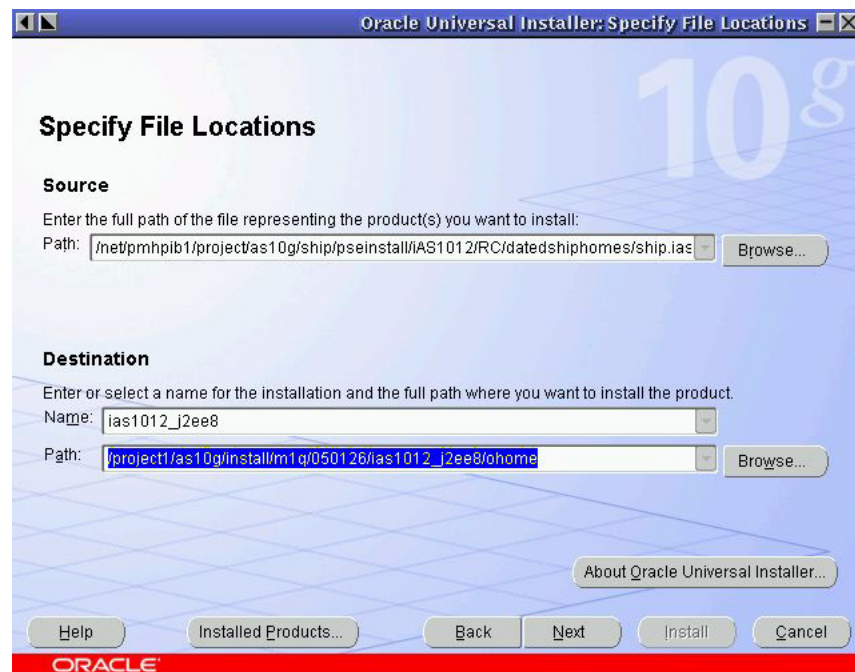 Oracle Universal Installer: Specify File Locations
10g
Specify File Locations
Source
Enter the full path of the file representing the product(s) you want to install:
Path: /net/pmhpib1/project/as10g/ship/pseinstall/iAS1012/RC/datedshiphomes/ship.ias Browse...
Destination
Enter or select a name for the installation and the full path where you want to install the product.
Name: ias1012_j2ee8
Path: /project1/as10g/install/m1q/050126/ias1012_j2ee8/ohome Browse...
About Oracle Universal Installer...
Help Installed Products... Back Next Install Cancel
ORACLE